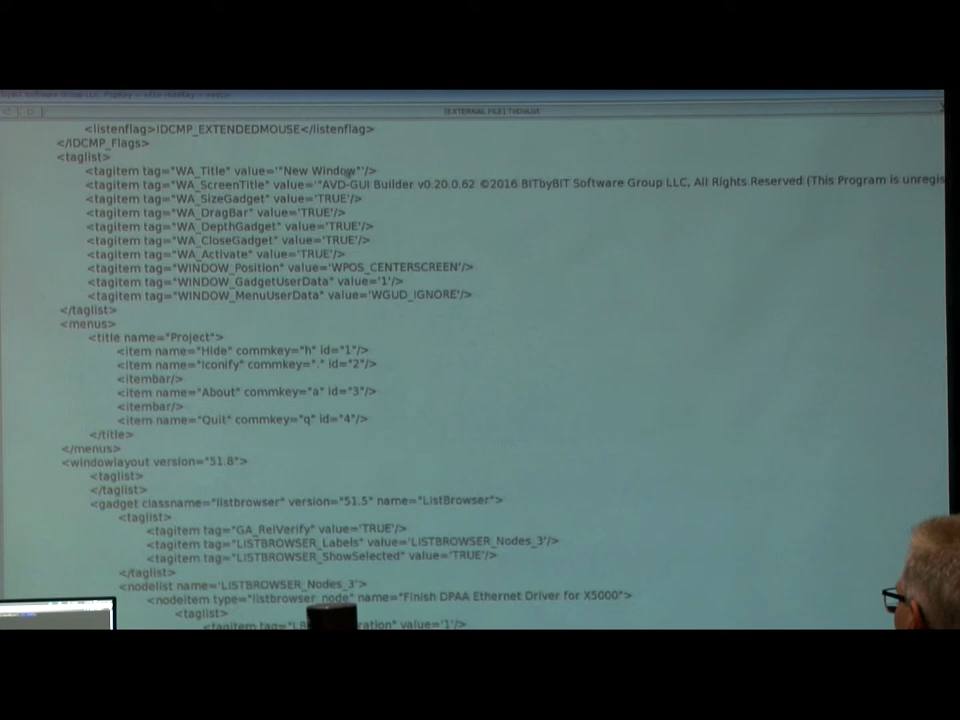 [EXTERNAL FILE]
<listenflag>IDCMP_EXTENDEDMOUSE</listenflag>
</IDCMP_Flags>
<taglist>
<tagitem tag="WA_Title" value='"New Window"'/>
<tagitem tag="WA_ScreenTitle" value='"AVD-GUI Builder v0.20.0.62 ©2016 BITbyBIT Software Group LLC, All Rights Reserved (This Program is unregis
<tagitem tag="WA_SizeGadget" value='TRUE'/>
<tagitem tag="WA_DragBar" value='TRUE'/>
<tagitem tag="WA_DepthGadget" value='TRUE'/>
<tagitem tag="WA_CloseGadget" value='TRUE'/>
<tagitem tag="WA_Activate" value='TRUE'/>
<tagitem tag="WINDOW_Position" value='WPOS_CENTERSCREEN'/>
<tagitem tag="WINDOW_GadgetUserData" value='1'/>
<tagitem tag="WINDOW_MenuUserData" value='WGUD_IGNORE'/>
</taglist>
<menus>
<title name="Project">
<item name="Hide" commkey="h" id="1"/>
<item name="Iconify" commkey="." id="2"/>
<itembar/>
<item name="About" commkey="a" id="3"/>
<itembar/>
<item name="Quit" commkey="q" id="4"/>
</title>
</menus>
<windowlayout version="51.8">
<taglist>
</taglist>
<gadget classname="listbrowser" version="51.5" name="ListBrowser">
<taglist>
<tagitem tag="GA_RelVerify" value='TRUE'/>
<tagitem tag="LISTBROWSER_Labels" value='LISTBROWSER_Nodes_3'/>
<tagitem tag="LISTBROWSER_ShowSelected" value='TRUE'/>
</taglist>
<nodelist name='LISTBROWSER_Nodes_3'>
<nodeitem type="listbrowser_node" name="Finish DPAA Ethernet Driver for X5000">
<taglist>
<tagitem value='1'/>